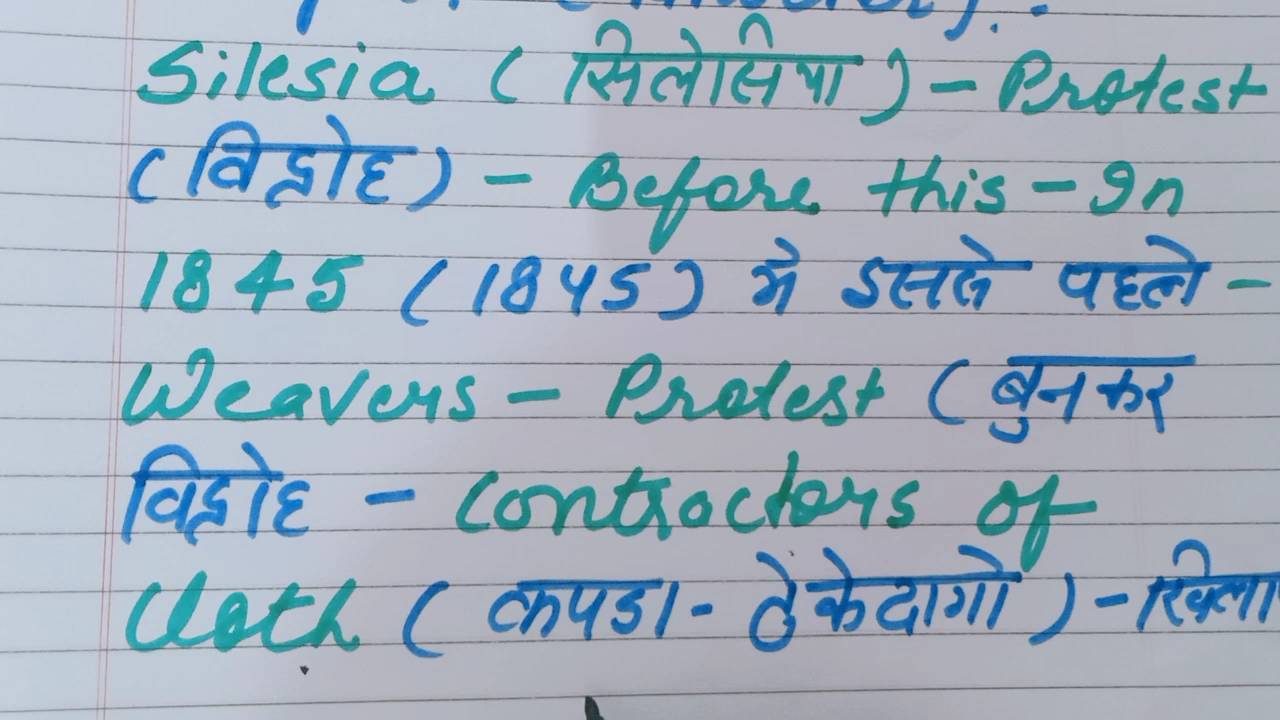 Silesia ( सिलेसिया ) - Protest
( विद्रोह ) - Before this - In
1845 ( 1845 ) मे इससे पहले -
Weavers - Protest ( बुनकर
विद्रोह - Contractors of
Cloth ( कपडा - ठेकेदारो ) - खिला